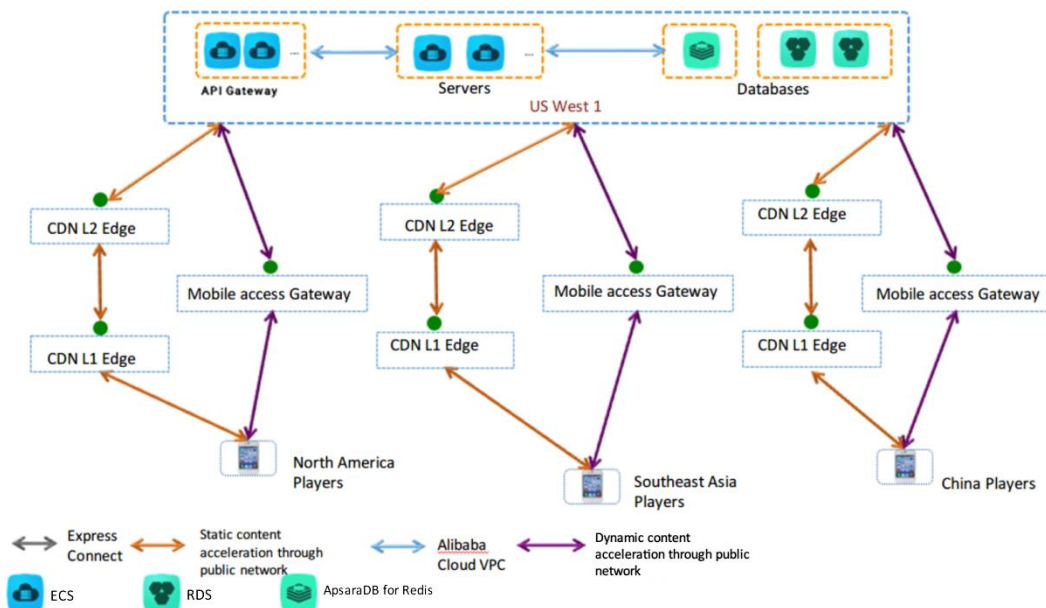 ...
...
API Gateway
Servers
Databases
US West 1
CDN L2 Edge
CDN L2 Edge
CDN L2 Edge
Mobile access Gateway
Mobile access Gateway
Mobile access Gateway
CDN L1 Edge
CDN L1 Edge
CDN L1 Edge
North America
Players
Southeast Asia
Players
China Players
Express
Connect
Static content
acceleration through
public network
Alibaba
Cloud VPC
Dynamic content
acceleration through public
network
ECS
RDS
ApsaraDB for Redis